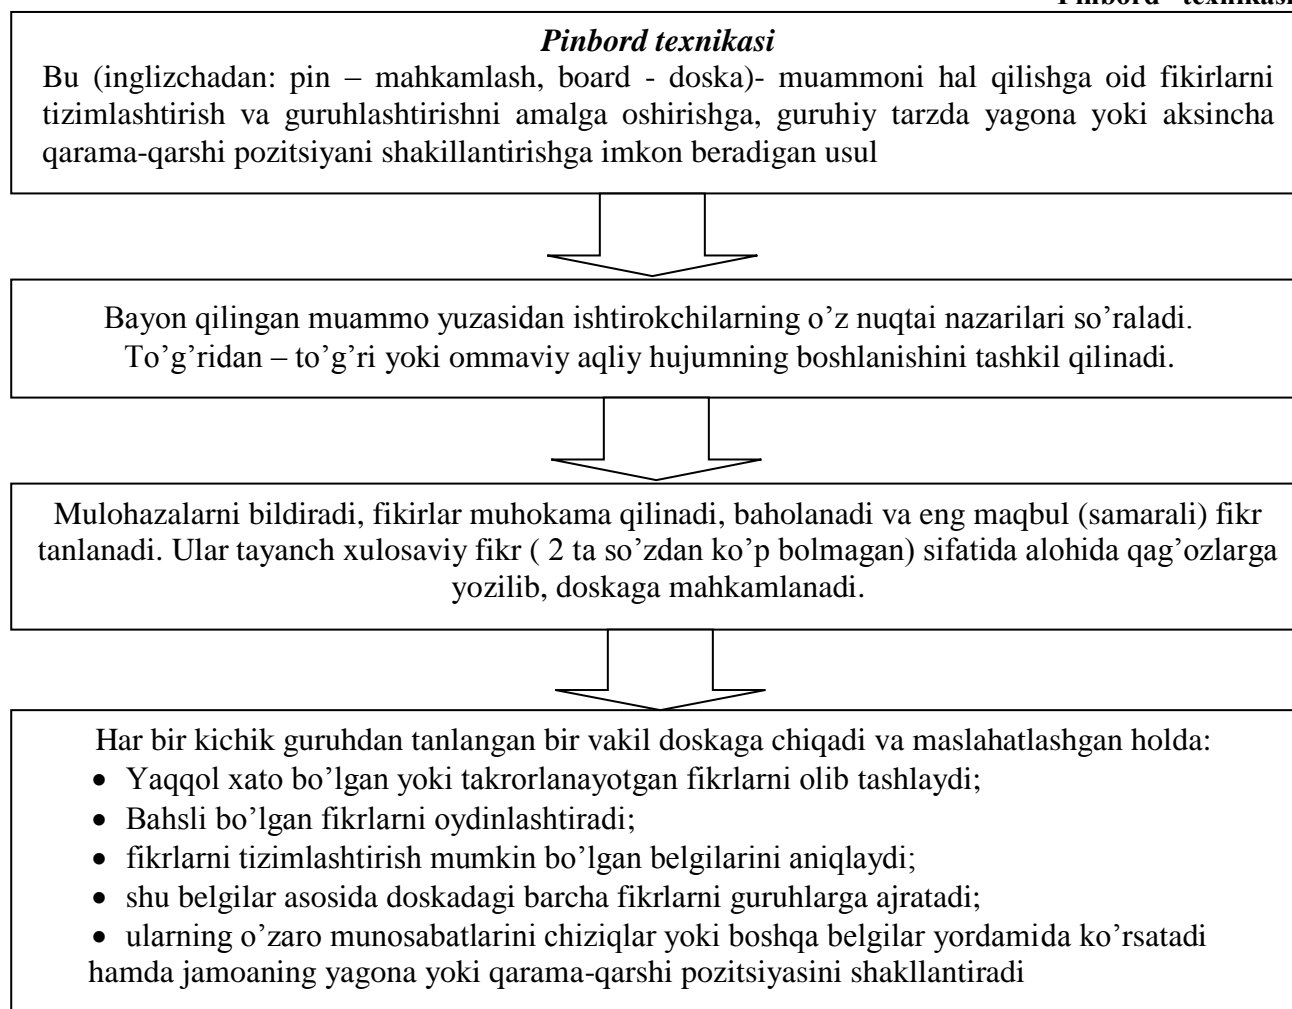 Pinbord texnikasi
Pinbord texnikasi
Bu (inglizchadan: pin – mahkamlash, board - doska)- muammoni hal qilishga oid fikirlarni
tizimlashtirish va guruhlashtirishni amalga oshirishga, guruhiy tarzda yagona yoki aksincha
qarama-qarshi pozitsiyani shakillantirishga imkon beradigan usul
Bayon qilingan muammo yuzasidan ishtirokchilarning o’z nuqtai nazarilari so’raladi.
To’g’ridan – to’g’ri yoki ommaviy aqliy hujumning boshlanishini tashkil qilinadi.
Mulohazalarni bildiradi, fikirlar muhokama qilinadi, baholanadi va eng maqbul (samarali) fikr
tanlanadi. Ular tayanch xulosaviy fikr ( 2 ta so’zdan ko’p bolmagan) sifatida alohida qag’ozlarga
yozilib, doskaga mahkamlanadi.
Har bir kichik guruhdan tanlangan bir vakil doskaga chiqadi va maslahatlashgan holda:
• Yaqqol xato bo’lgan yoki takrorlanayotgan fikrlarni olib tashlaydi;
• Bahsli bo’lgan fikrlarni oydinlashtiradi;
• fikrlarni tizimlashtirish mumkin bo’lgan belgilarini aniqlaydi;
• shu belgilar asosida doskadagi barcha fikrlarni guruhlarga ajratadi;
• ularning o’zaro munosabatlarini chiziqlar yoki boshqa belgilar yordamida ko’rsatadi
hamda jamoaning yagona yoki qarama-qarshi pozitsiyasini shakllantiradi